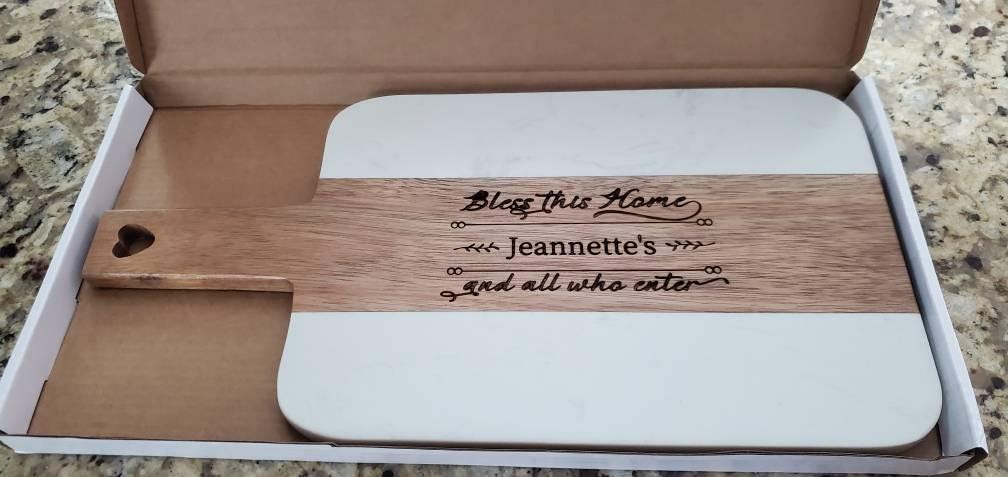 Bless this Home
Jeannette's
and all who enter